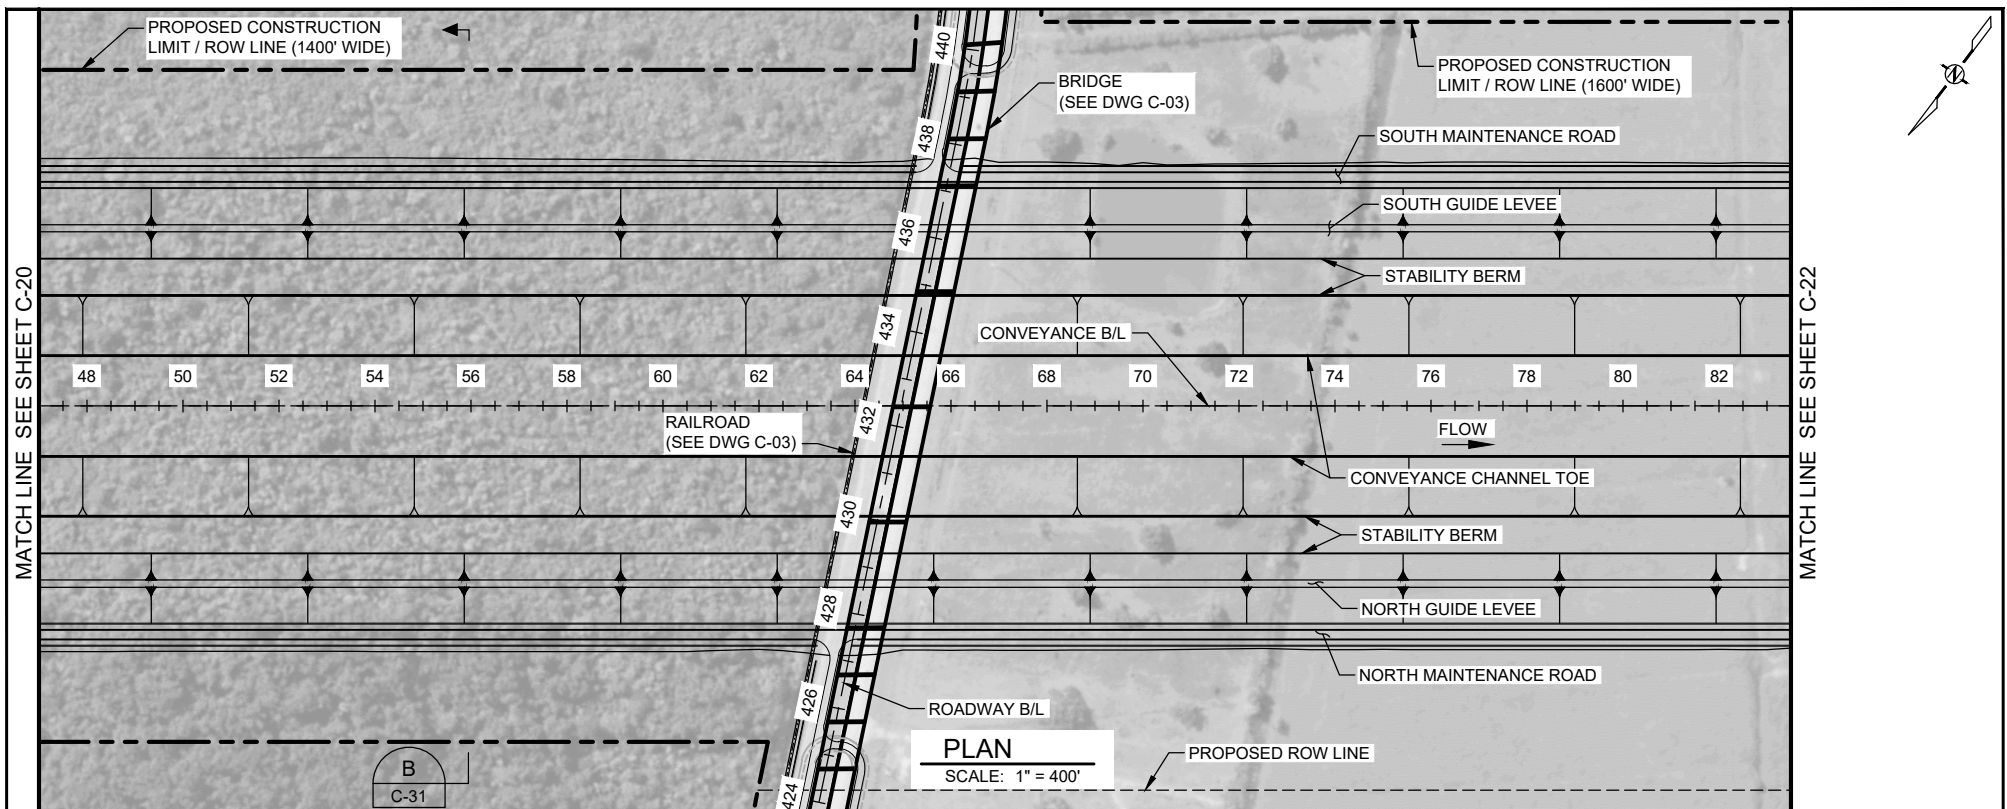 PROPOSED CONSTRUCTION
LIMIT / ROW LINE (1400' WIDE)
440
BRIDGE
(SEE DWG C-03)
PROPOSED CONSTRUCTION
LIMIT / ROW LINE (1600' WIDE)
N
438
SOUTH MAINTENANCE ROAD
436
SOUTH GUIDE LEVEE
STABILITY BERM
MATCH LINE SEE SHEET C-20
MATCH LINE SEE SHEET C-22
434
CONVEYANCE B/L
48 50 52 54 56 58 60 62 64 66 68 70 72 74 76 78 80 82
432
RAILROAD
(SEE DWG C-03)
FLOW
CONVEYANCE CHANNEL TOE
430
STABILITY BERM
428
NORTH GUIDE LEVEE
NORTH MAINTENANCE ROAD
426
ROADWAY B/L
PLAN
SCALE: 1" = 400'
PROPOSED ROW LINE
B
C-31
424